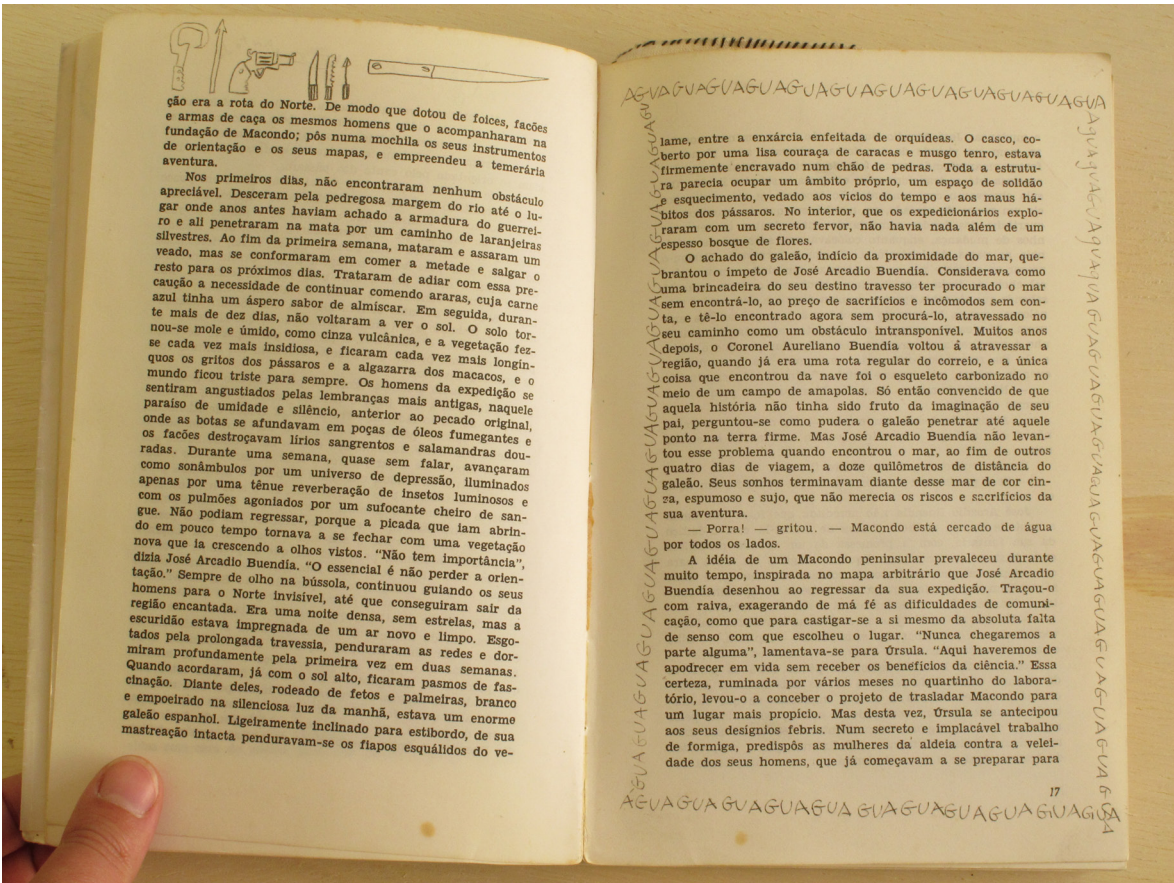 ção era a rota do Norte. De modo que dotou de foices, facões
e armas de caça os mesmos homens que o acompanharam na
fundação de Macondo; pôs numa mochila os seus instrumentos
de orientação e os seus mapas, e empreendeu a temerária
aventura.
Nos primeiros dias, não encontraram nenhum obstáculo
apreciável. Desceram pela pedregosa margem do rio até o lu-
gar onde anos antes haviam achado a armadura do guerrei-
ro e ali penetraram na mata por um caminho de laranjeiras
silvestres. Ao fim da primeira semana, mataram e assaram um
veado, mas se conformaram em comer a metade e salgar o
resto para os próximos dias. Trataram de adiar com essa pre-
caução a necessidade de continuar comendo araras, cuja carne
azul tinha um áspero sabor de almíscar. Em seguida, duran-
te mais de dez dias, não voltaram a ver o sol. O solo tor-
nou-se mole e úmido, como cinza vulcânica, e a vegetação fez-
se cada vez mais insidiosa, e ficaram cada vez mais longín-
quos os gritos dos pássaros e a algazarra dos macacos, e o
mundo ficou triste para sempre. Os homens da expedição se
sentiram angustiados pelas lembranças mais antigas, naquele
paraíso de umidade e silêncio, anterior ao pecado original,
onde as botas se afundavam em poças de óleos fumegantes e
os facões destroçavam lírios sangrentos e salamandras dou-
radas. Durante uma semana, quase sem falar, avançaram
como sonâmbulos por um universo de depressão, iluminados
apenas por uma tênue reverberação de insetos luminosos e
com os pulmões agoniados por um sufocante cheiro de san-
gue. Não podiam regressar, porque a picada que iam abrin-
do em pouco tempo tornava a se fechar com uma vegetação
nova que ia crescendo a olhos vistos. “Não tem importância”,
dizia José Arcadio Buendía. “O essencial é não perder a orien-
tação.” Sempre de olho na bússola, continuou guiando os seus
homens para o Norte invisível, até que conseguiram sair da
região encantada. Era uma noite densa, sem estrelas, mas a
escuridão estava impregnada de um ar novo e limpo. Esgo-
tados pela prolongada travessia, penduraram as redes e dor-
miram profundamente pela primeira vez em duas semanas.
Quando acordaram, já com o sol alto, ficaram pasmos de fas-
cinação. Diante deles, rodeado de fetos e palmeiras, branco
e empoeirado na silenciosa luz da manhã, estava um enorme
galeão espanhol. Ligeiramente inclinado para estibordo, de sua
mastreação intacta penduravam-se os fiapos esquálidos do ve-
AGUAGUAGUAGUAGUAGUAGUAGUAGUAGUAGUA
lame, entre a enxárcia enfeitada de orquídeas. O casco, co-
berto por uma lisa couraça de caracas e musgo tenro, estava
firmemente encravado num chão de pedras. Toda a estrutu-
ra parecia ocupar um âmbito próprio, um espaço de solidão
e esquecimento, vedado aos vícios do tempo e aos maus há-
bitos dos pássaros. No interior, que os expedicionários explo-
raram com um secreto fervor, não havia nada além de um
espesso bosque de flores.
O achado do galeão, indício da proximidade do mar, que-
brantou o ímpeto de José Arcadio Buendía. Considerava como
uma brincadeira do seu destino travesso ter procurado o mar
sem encontrá-lo, ao preço de sacrifícios e incômodos sem con-
ta, e tê-lo encontrado agora sem procurá-lo, atravessado no
seu caminho como um obstáculo intransponível. Muitos anos
depois, o Coronel Aureliano Buendía voltou á atravessar a
região, quando já era uma rota regular do correio, e a única
coisa que encontrou da nave foi o esqueleto carbonizado no
meio de um campo de amapolas. Só então convencido de que
aquela história não tinha sido fruto da imaginação de seu
pai, perguntou-se como pudera o galeão penetrar até aquele
ponto na terra firme. Mas José Arcadio Buendía não levan-
tou esse problema quando encontrou o mar, ao fim de outros
quatro dias de viagem, a doze quilômetros de distância do
galeão. Seus sonhos terminavam diante desse mar de cor cin-
za, espumoso e sujo, que não merecia os riscos e sacrifícios da
sua aventura.
— Porra! — gritou. — Macondo está cercado de água
por todos os lados.
A idéia de um Macondo peninsular prevaleceu durante
muito tempo, inspirada no mapa arbitrário que José Arcadio
Buendía desenhou ao regressar da sua expedição. Traçou-o
com raiva, exagerando de má fé as dificuldades de comuni-
cação, como que para castigar-se a si mesmo da absoluta falta
de senso com que escolheu o lugar. “Nunca chegaremos a
parte alguma”, lamentava-se para Úrsula. “Aqui haveremos de
apodrecer em vida sem receber os benefícios da ciência.” Essa
certeza, ruminada por vários meses no quartinho do labora-
tório, levou-o a conceber o projeto de trasladar Macondo para
um lugar mais propício. Mas desta vez, Úrsula se antecipou
aos seus desígnios febris. Num secreto e implacável trabalho
de formiga, predispôs as mulheres da aldeia contra a velei-
dade dos seus homens, que já começavam a se preparar para
17
AGUAGUAGUAGUAGUAGUAGUAGUAGUAGUAGUAGUA